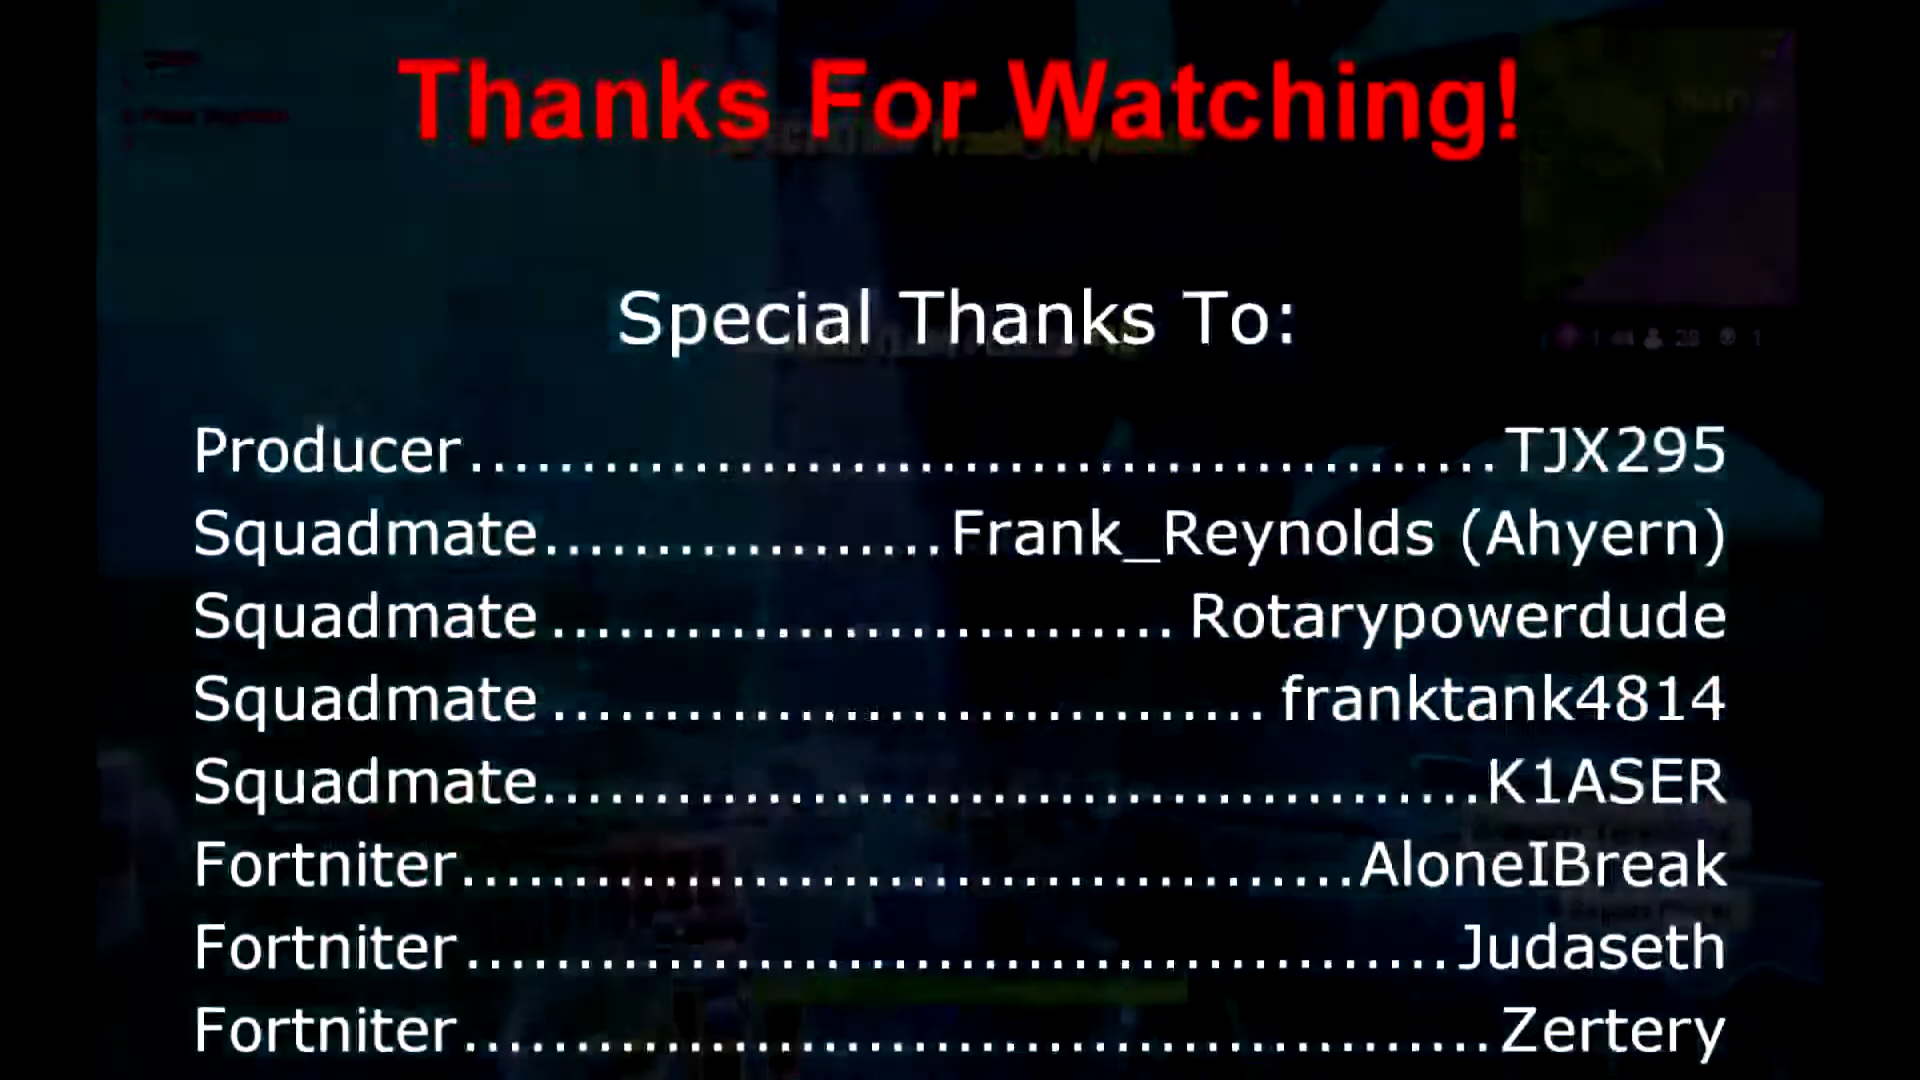 Thanks For Watching!
Special Thanks To:
Producer..............................................TJX295
Squadmate..................Frank_Reynolds (Ahyern)
Squadmate............................Rotarypowerdude
Squadmate................................franktank4814
Squadmate..........................................K1ASER
Fortniter........................................AloneIBreak
Fortniter............................................Judaseth
Fortniter..............................................Zertery